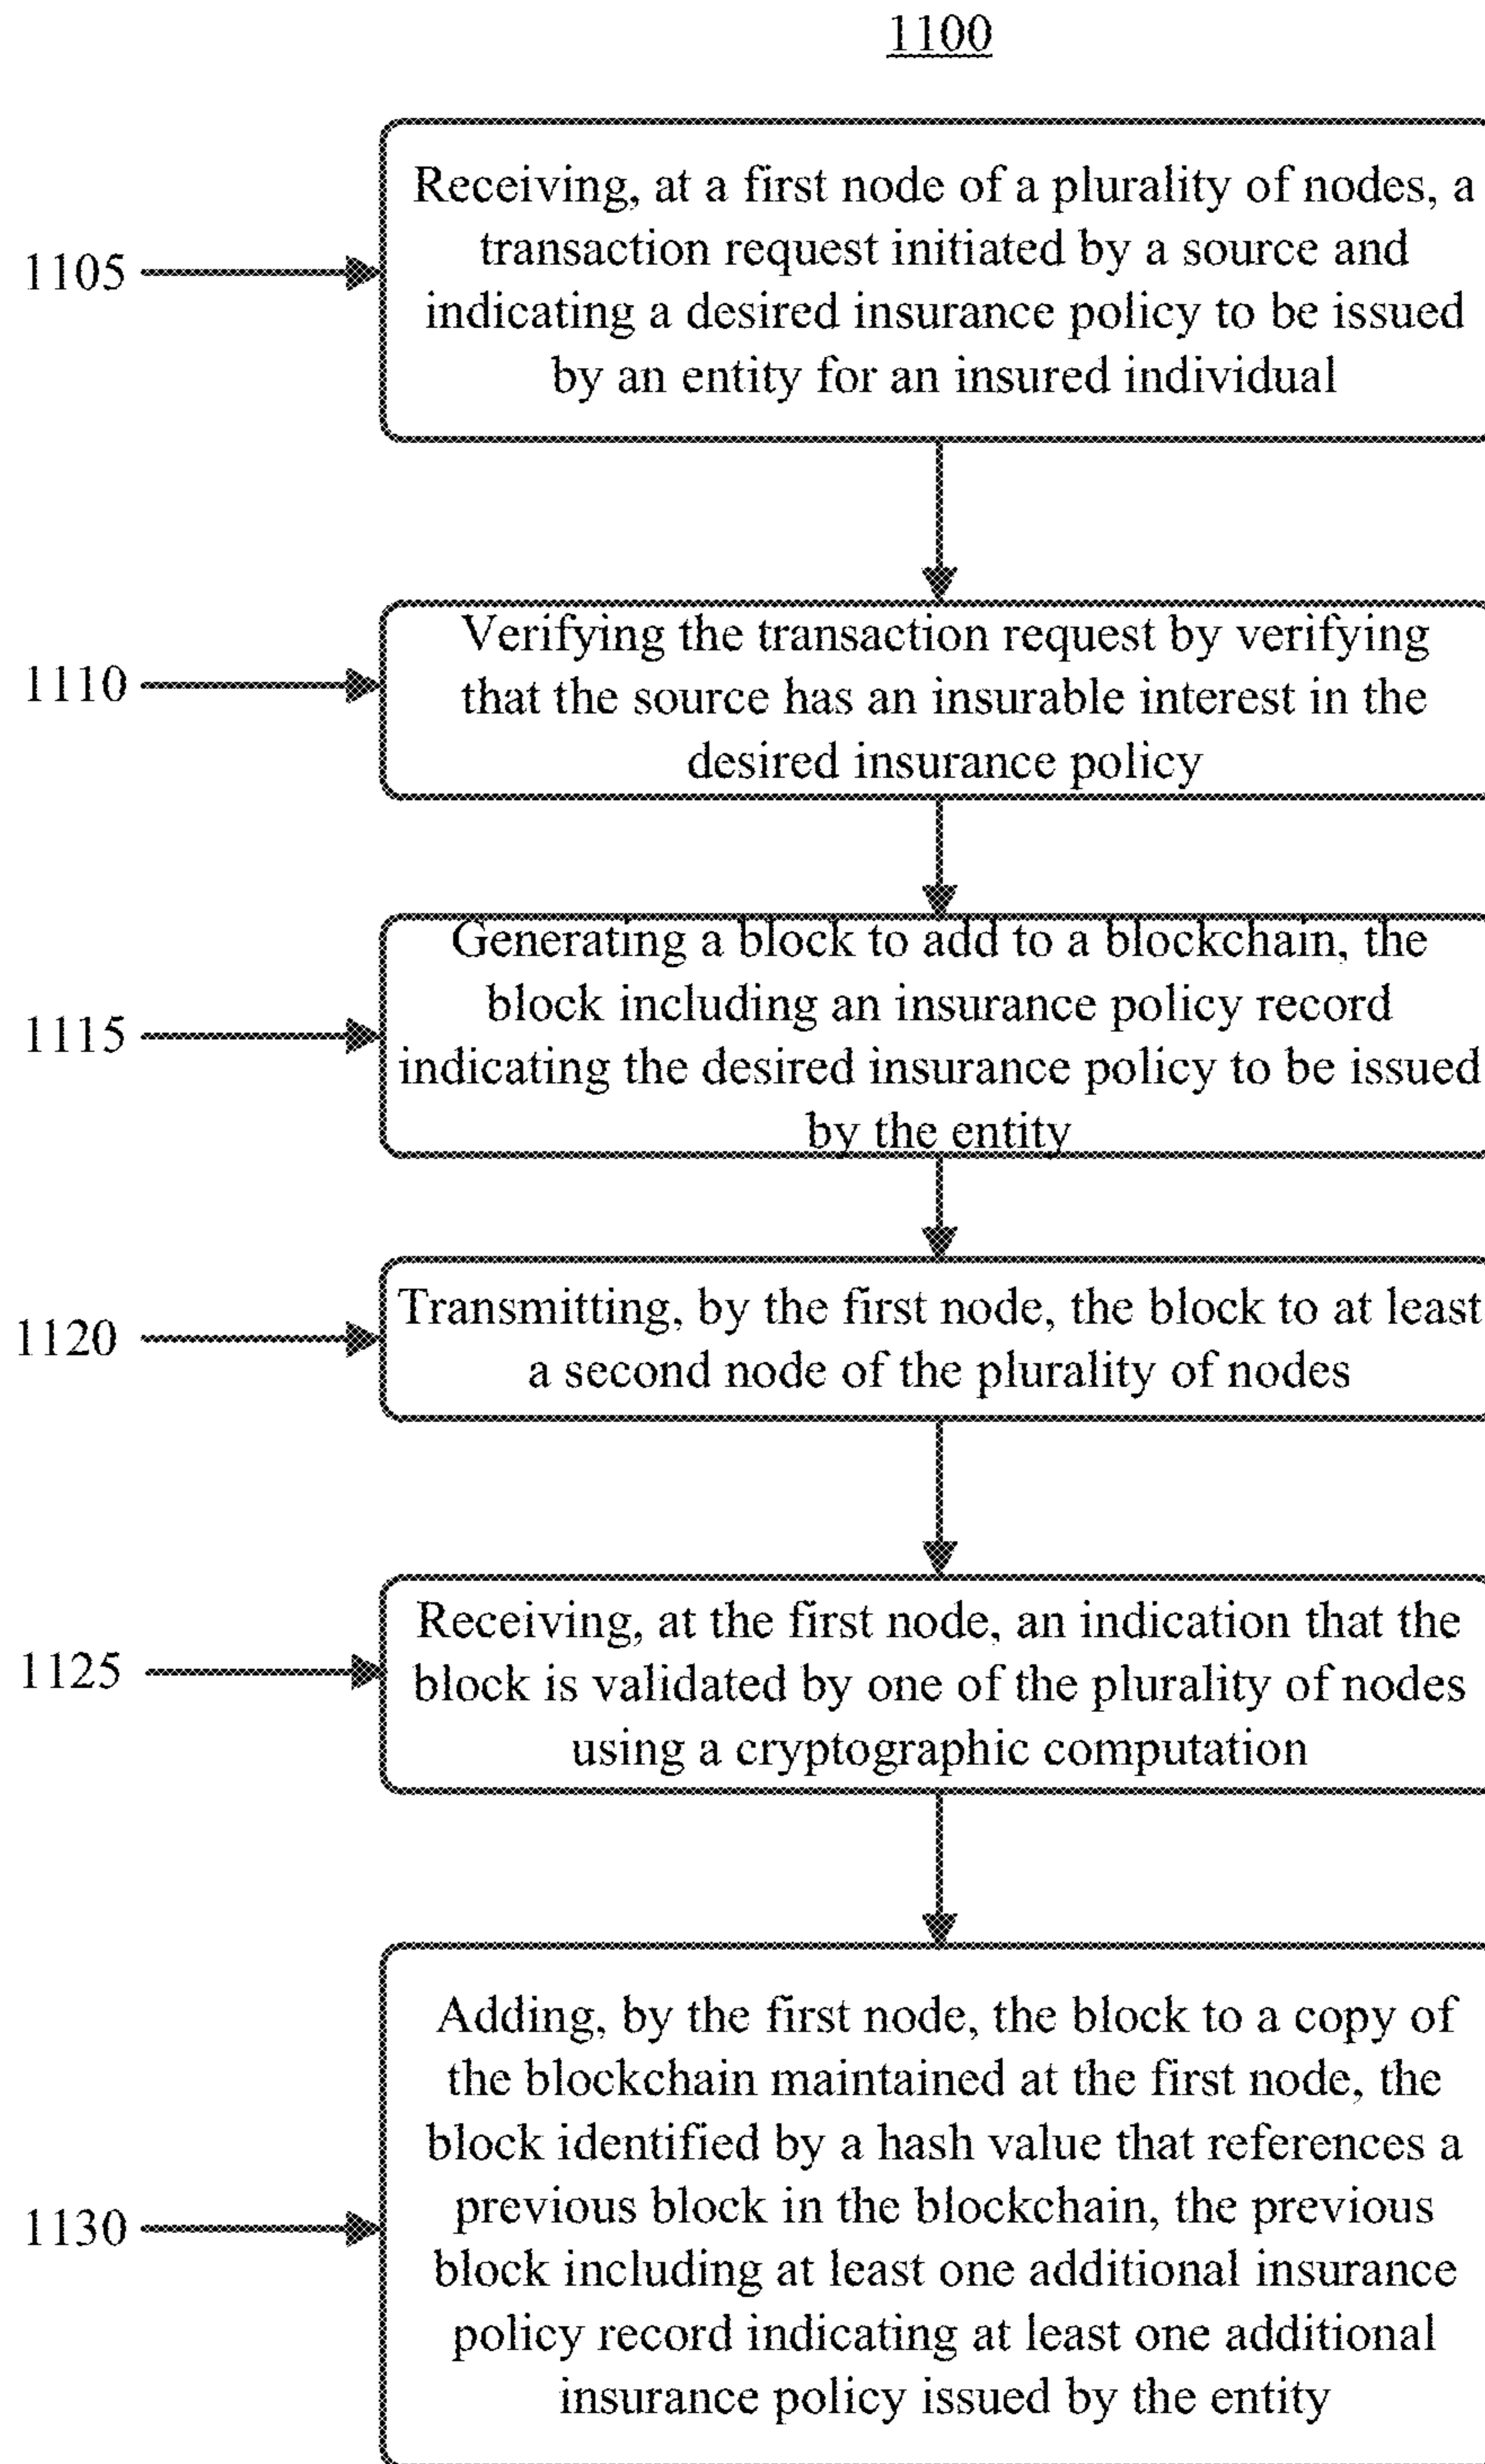 1100
1105
Receiving, at a first node of a plurality of nodes, a
transaction request initiated by a source and
indicating a desired insurance policy to be issued
by an entity for an insured individual
1110
Verifying the transaction request by verifying
that the source has an insurable interest in the
desired insurance policy
1115
Generating a block to add to a blockchain, the
block including an insurance policy record
indicating the desired insurance policy to be issued
by the entity
1120
Transmitting, by the first node, the block to at least
a second node of the plurality of nodes
1125
Receiving, at the first node, an indication that the
block is validated by one of the plurality of nodes
using a cryptographic computation
1130
Adding, by the first node, the block to a copy of
the blockchain maintained at the first node, the
block identified by a hash value that references a
previous block in the blockchain, the previous
block including at least one additional insurance
policy record indicating at least one additional
insurance policy issued by the entity